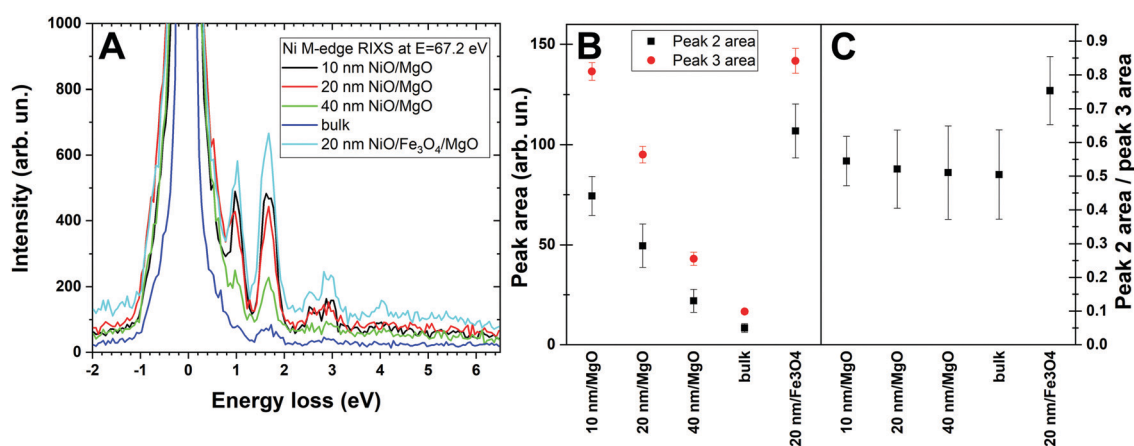 A
Ni M-edge RIXS at E=67.2 eV
10 nm NiO/MgO
20 nm NiO/MgO
40 nm NiO/MgO
bulk
20 nm NiO/Fe₃O₄/MgO
Intensity (arb. un.)
1000
800
600
400
200
0
-2 -1 0 1 2 3 4 5 6
Energy loss (eV)
B
Peak 2 area
Peak 3 area
Peak area (arb. un.)
150
100
50
0
10 nm/MgO
20 nm/MgO
40 nm/MgO
bulk
20 nm/Fe3O4
C
0.9
0.8
0.7
0.6
0.5
0.4
0.3
0.2
0.1
0.0
Peak 2 area / peak 3 area
10 nm/MgO
20 nm/MgO
40 nm/MgO
bulk
20 nm/Fe3O4